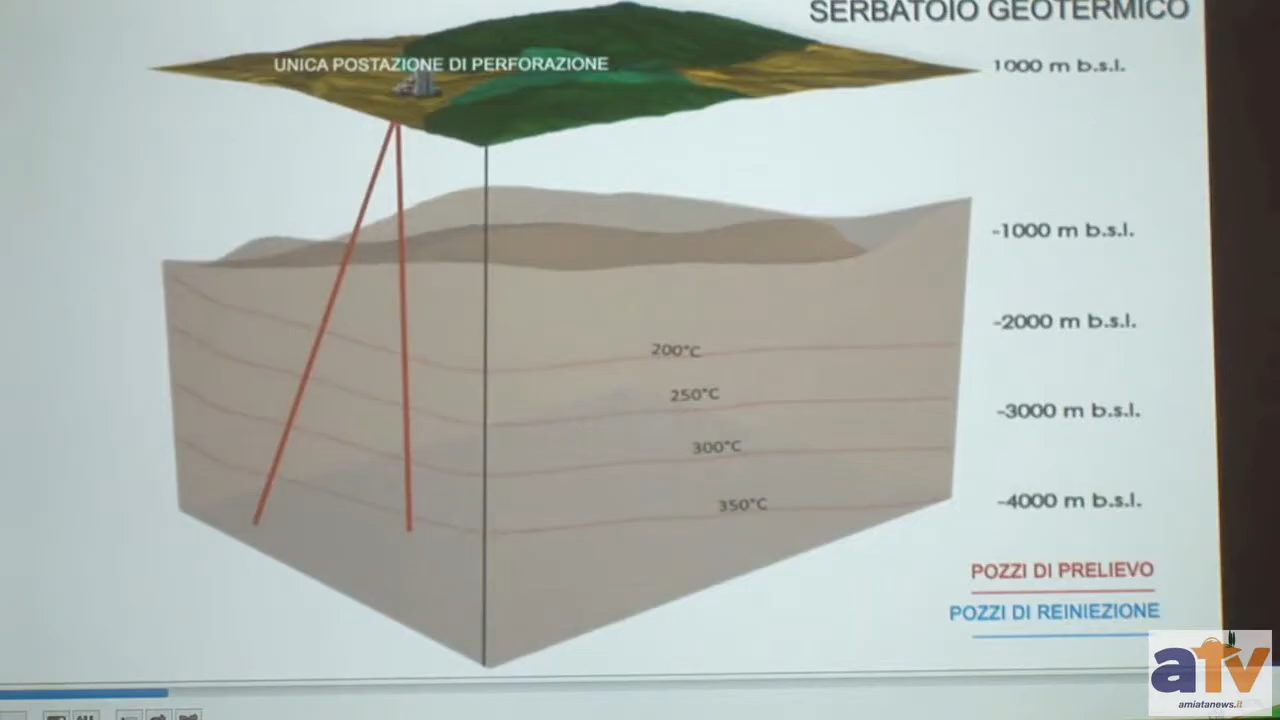 SERBATOIO GEOTERMICO
UNICA POSTAZIONE DI PERFORAZIONE
1000 m b.s.l.
-1000 m b.s.l.
-2000 m b.s.l.
200°C
250°C
-3000 m b.s.l.
300°C
350°C
-4000 m b.s.l.
POZZI DI PRELIEVO
POZZI DI REINIEZIONE
aTv
amiatanews.it